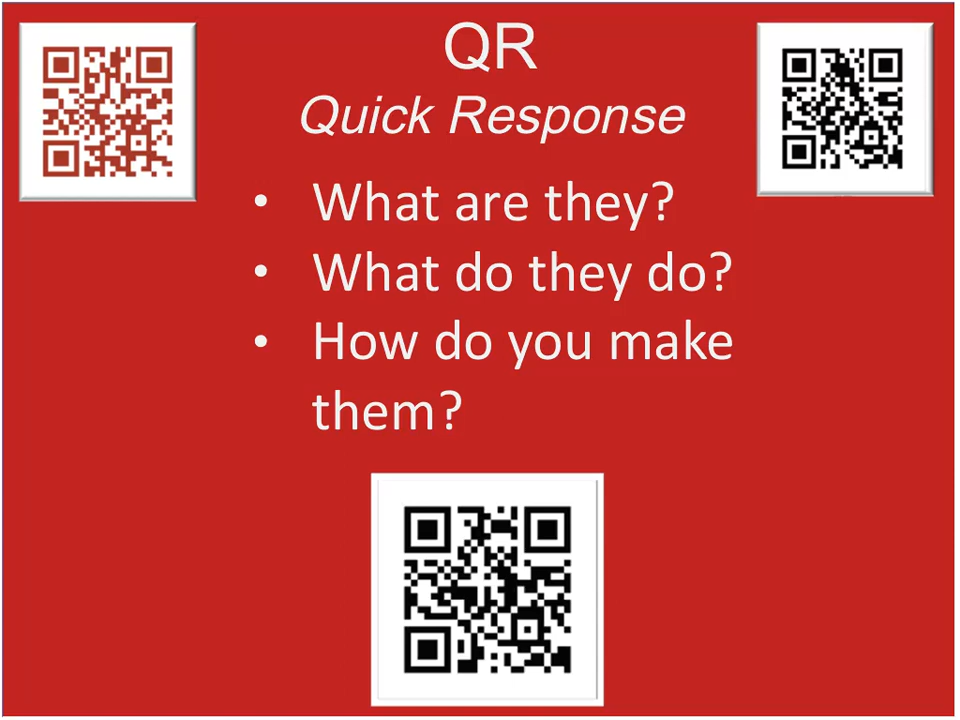 QR
Quick Response
• What are they?
• What do they do?
• How do you make
them?